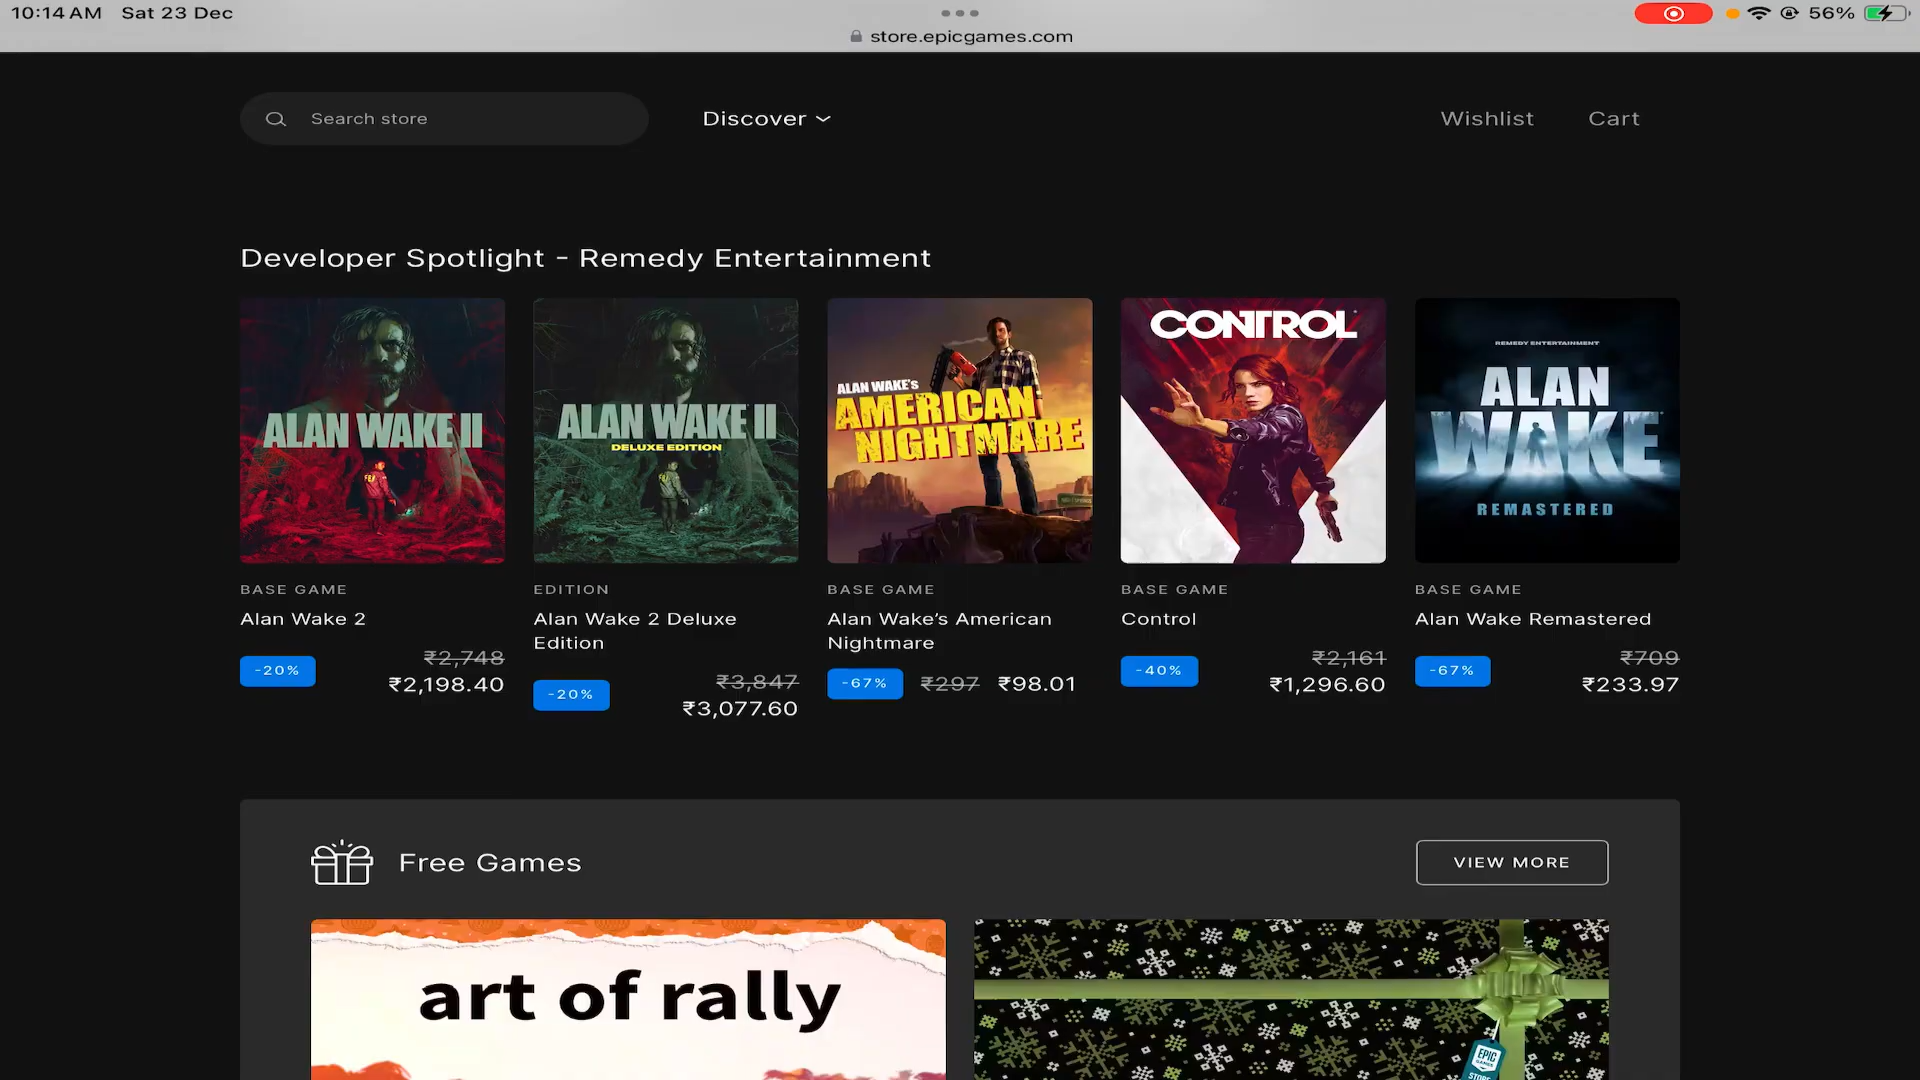 10:14 AM Sat 23 Dec
56%
store.epicgames.com
Search store
Discover
Wishlist
Cart
Developer Spotlight - Remedy Entertainment
ALAN WAKE II
FBI
ALAN WAKE II
DELUXE EDITION
ALAN WAKE'S
AMERICAN
NIGHTMARE
CONTROL
REMEDY ENTERTAINMENT
ALAN
WAKE
REMASTERED
BASE GAME
Alan Wake 2
-20%
₹2,748
₹2,198.40
EDITION
Alan Wake 2 Deluxe
Edition
-20%
₹3,847
₹3,077.60
BASE GAME
Alan Wake’s American
Nightmare
-67% ₹297 ₹98.01
BASE GAME
Control
-40%
₹2,161
₹1,296.60
BASE GAME
Alan Wake Remastered
-67%
₹709
₹233.97
Free Games
VIEW MORE
art of rally
EPIC
GAMES
STORE